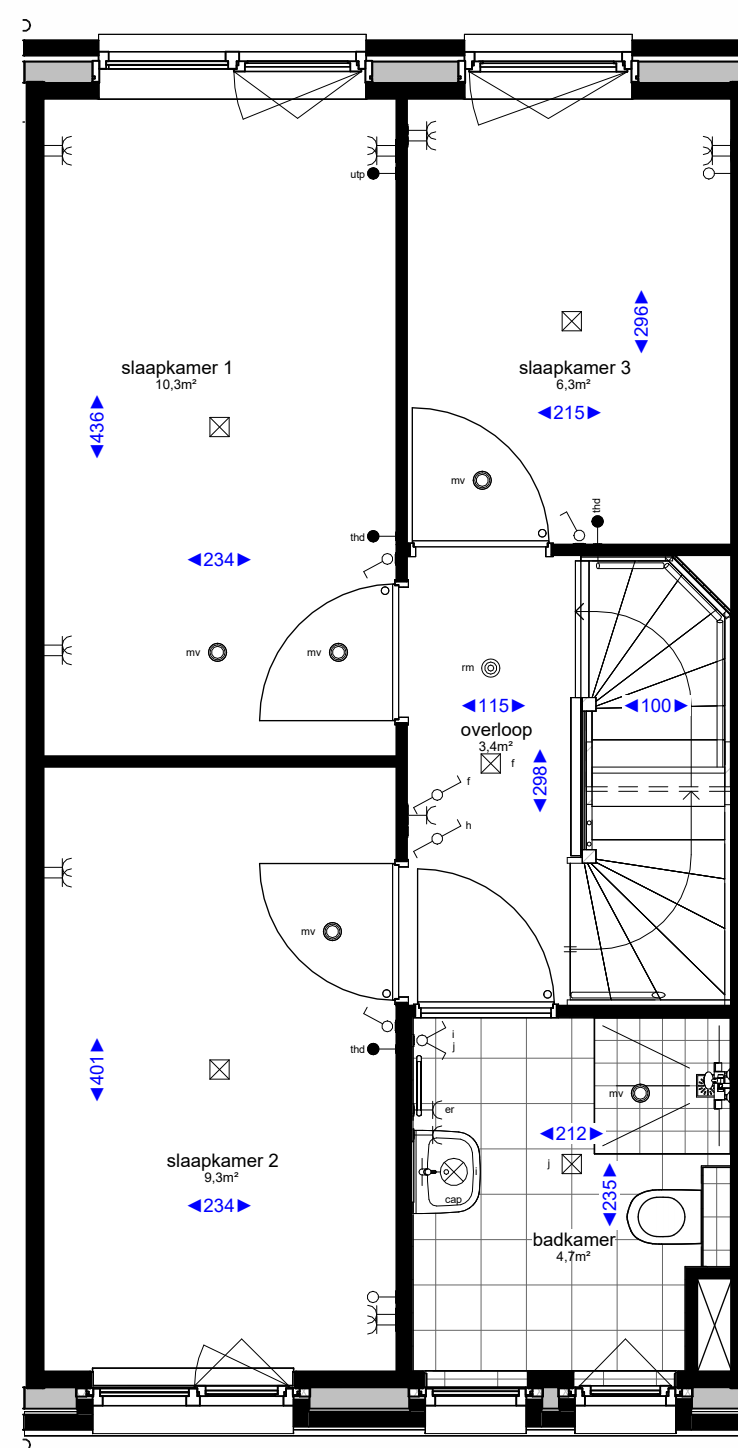 utp
slaapkamer 1
10,3m²
436
thd
234
mv
mv
slaapkamer 3
6,3m²
296
215
mv
thd
rm
115
overloop
3,4m²
f
298
100
f
h
mv
thd
401
slaapkamer 2
9,3m²
234
i
j
er
mv
212
j
i
cap
235
badkamer
4,7m²